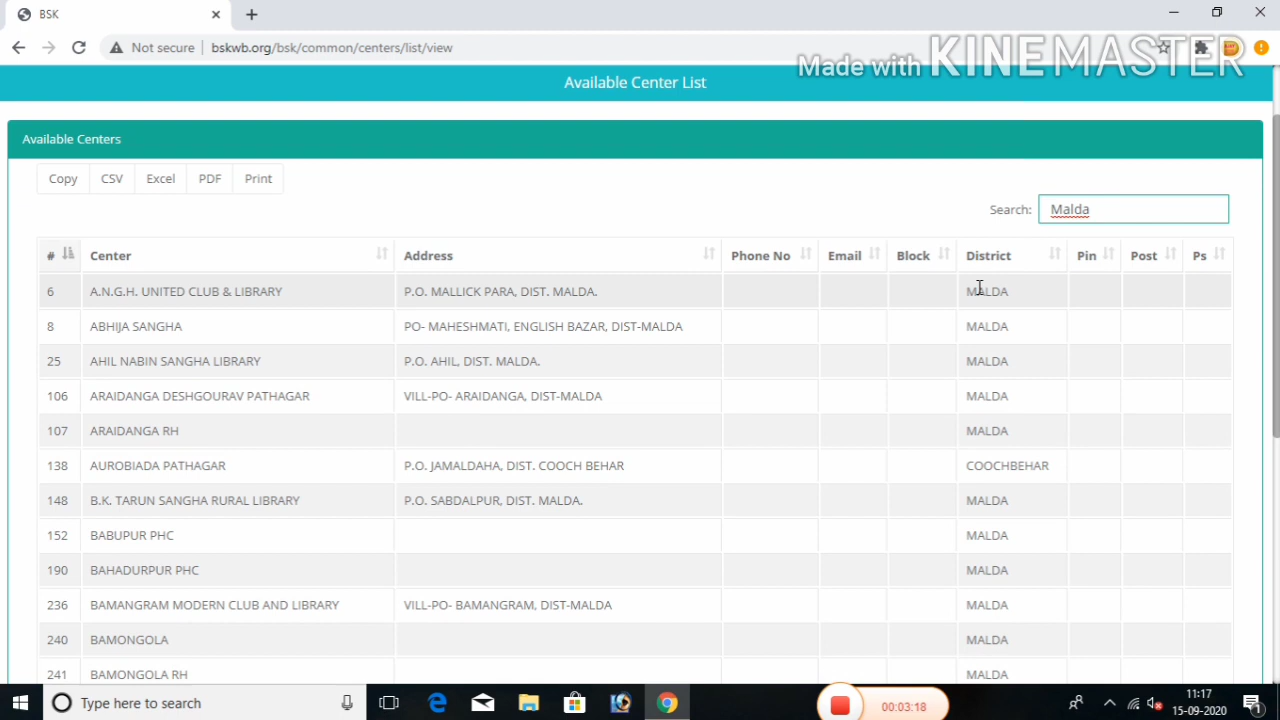 BSK
Not secure bskwb.org/bsk/common/centers/list/view
Made with KINEMASTER
Available Center List
Available Centers
Copy CSV Excel PDF Print
Search: Malda
# Center Address Phone No Email Block District Pin Post Ps
6 A.N.G.H. UNITED CLUB & LIBRARY P.O. MALLICK PARA, DIST. MALDA. MALDA
8 ABHIJA SANGHA PO- MAHESHMATI, ENGLISH BAZAR, DIST-MALDA MALDA
25 AHIL NABIN SANGHA LIBRARY P.O. AHIL, DIST. MALDA. MALDA
106 ARAIDANGA DESHGOURAV PATHAGAR VILL-PO- ARAIDANGA, DIST-MALDA MALDA
107 ARAIDANGA RH MALDA
138 AUROBIADA PATHAGAR P.O. JAMALDAHA, DIST. COOCH BEHAR COOCHBEHAR
148 B.K. TARUN SANGHA RURAL LIBRARY P.O. SABDALPUR, DIST. MALDA. MALDA
152 BABUPUR PHC MALDA
190 BAHADURPUR PHC MALDA
236 BAMANGRAM MODERN CLUB AND LIBRARY VILL-PO- BAMANGRAM, DIST-MALDA MALDA
240 BAMONGOLA MALDA
241 BAMONGOLA RH MALDA
Type here to search
00:03:18
11:17
15-09-2020
1